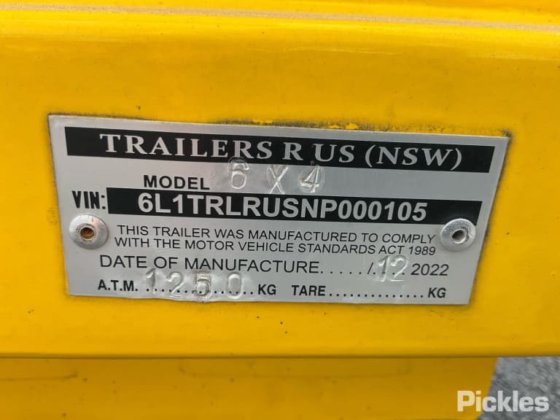 TRAILERS R US (NSW)
MODEL 6 X 4
VIN: 6L1TRLRUSNP000105
THIS TRAILER WAS MANUFACTURED TO COMPLY
WITH THE MOTOR VEHICLE STANDARDS ACT 1989
DATE OF MANUFACTURE...../.12 2022
A.T.M. 1250 KG TARE...............KG
Pickles